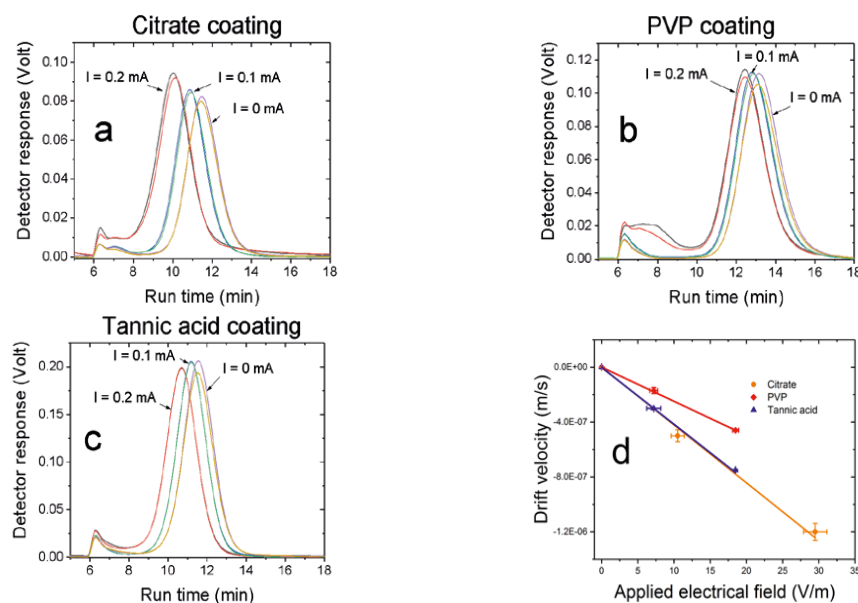 Citrate coating
Detector response (Volt)
0.10
0.08
0.06
0.04
0.02
0.00
I = 0.2 mA
I = 0.1 mA
I = 0 mA
a
6 8 10 12 14 16 18
Run time (min)
PVP coating
Detector response (Volt)
0.12
0.10
0.08
0.06
0.04
0.02
0.00
I = 0.1 mA
I = 0.2 mA
I = 0 mA
b
6 8 10 12 14 16 18
Run time (min)
Tannic acid coating
Detector response (Volt)
0.20
0.15
0.10
0.05
0.00
I = 0.1 mA
I = 0 mA
I = 0.2 mA
c
6 8 10 12 14 16 18
Run time (min)
Drift velocity (m/s)
0.0E+00
-4.0E-07
-8.0E-07
-1.2E-06
Citrate
PVP
Tannic acid
d
0 5 10 15 20 25 30 35
Applied electrical field (V/m)